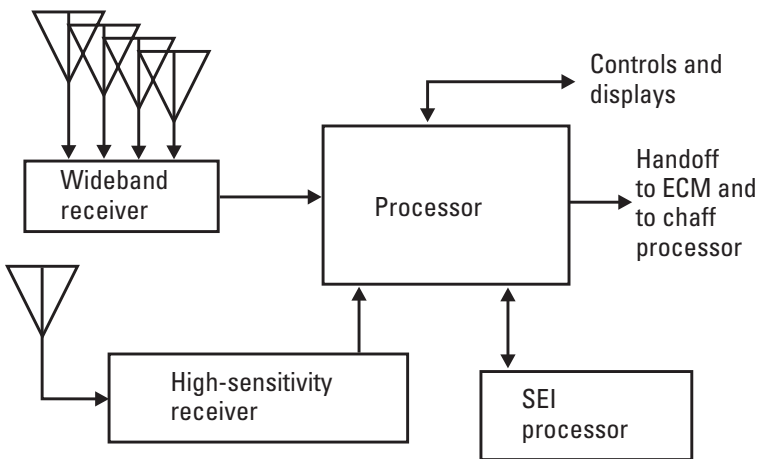 Controls and
displays
Wideband
receiver
Processor
Handoff
to ECM and
to chaff
processor
High-sensitivity
receiver
SEI
processor